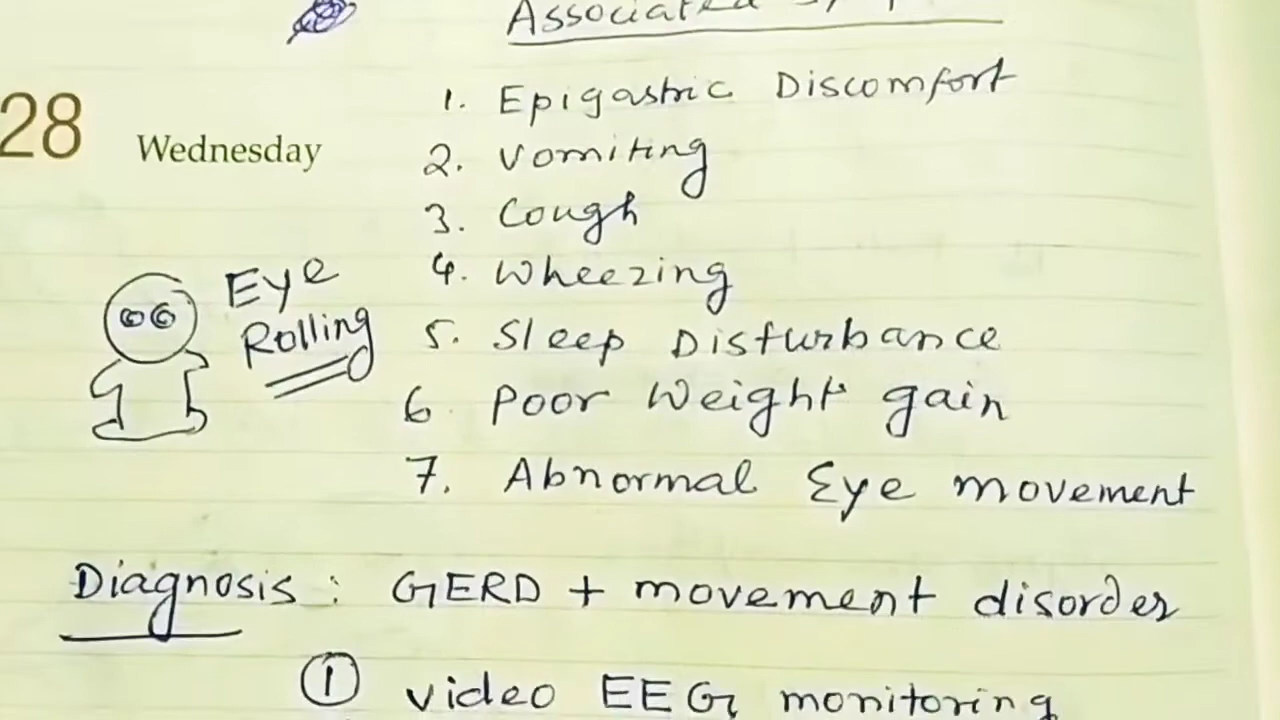 Associated
1. Epigastric Discomfort
28 Wednesday
2. Vomiting
3. Cough
4. Wheezing
Eye
Rolling
5. Sleep Disturbance
6 Poor Weight gain
7. Abnormal Eye movement
Diagnosis : GERD + movement disorder
1 video EEG monitoring